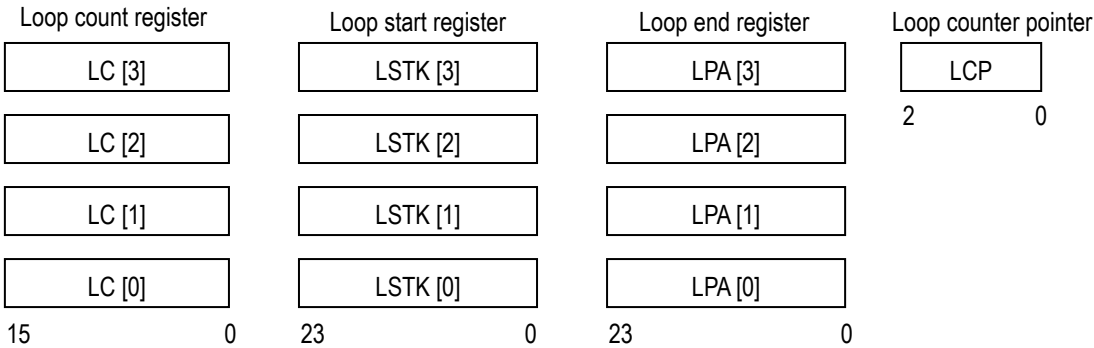 Loop count register Loop start register Loop end register Loop counter pointer
LC [3] LSTK [3] LPA [3] LCP
2 0
LC [2] LSTK [2] LPA [2]
LC [1] LSTK [1] LPA [1]
LC [0] LSTK [0] LPA [0]
15 0 23 0 23 0